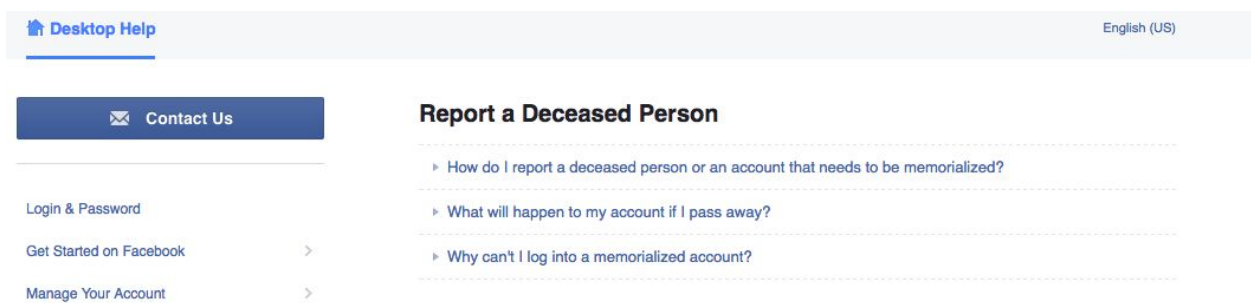 Desktop Help
English (US)
Contact Us
Report a Deceased Person
How do I report a deceased person or an account that needs to be memorialized?
What will happen to my account if I pass away?
Why can't I log into a memorialized account?
Login & Password
Get Started on Facebook
Manage Your Account